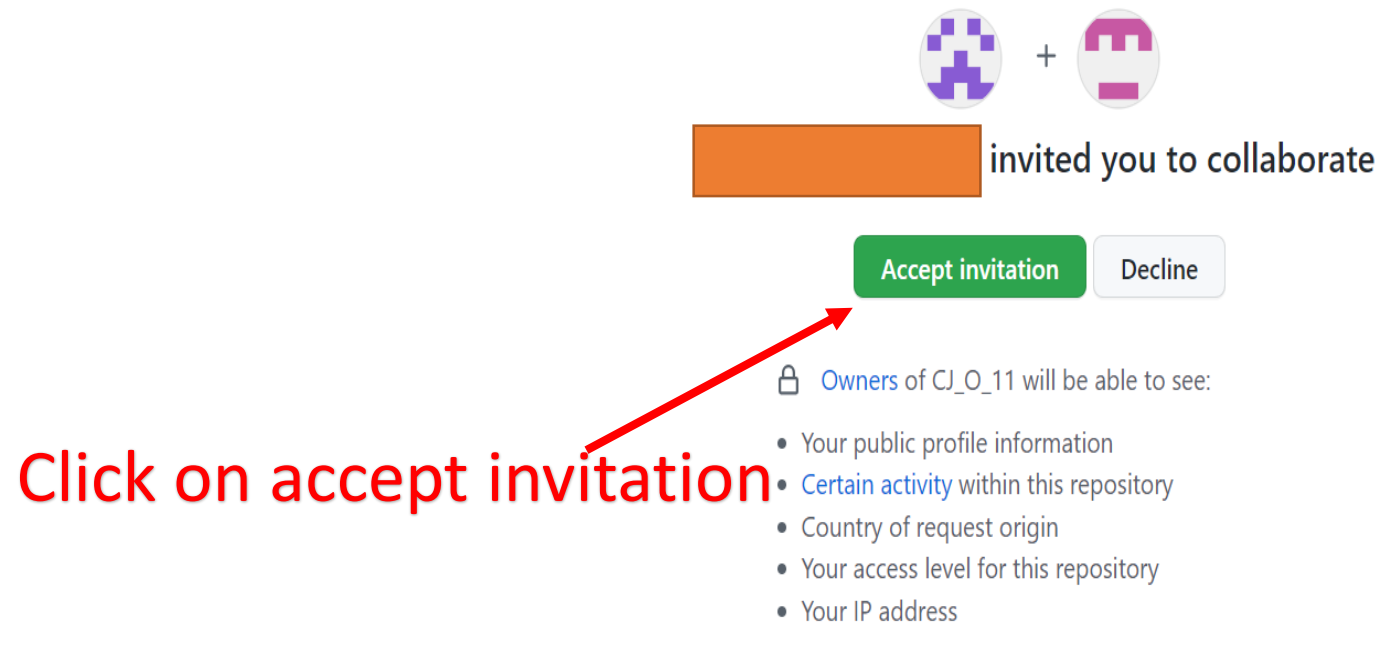 +
invited you to collaborate
Accept invitation
Decline
Owners of CJ_O_11 will be able to see:
Click on accept invitation
• Your public profile information
• Certain activity within this repository
• Country of request origin
• Your access level for this repository
• Your IP address